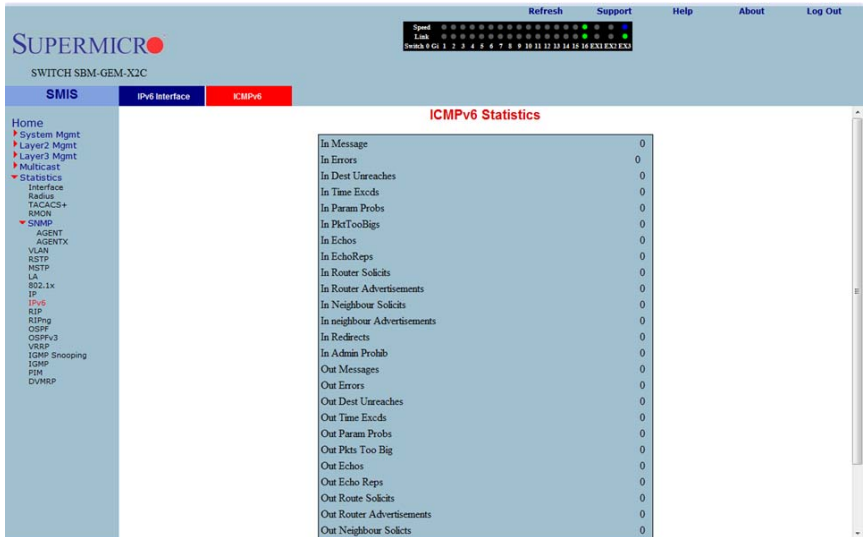 Refresh Support Help About Log Out
Speed
Link
Switch 0 Gi 1 2 3 4 5 6 7 8 9 10 11 12 13 14 15 16 EX1 EX2 EX3
SUPERMICRO
SWITCH SBM-GEM-X2C
SMIS
IPv6 Interface
ICMPv6
Home
System Mgmt
Layer2 Mgmt
Layer3 Mgmt
Multicast
Statistics
Interface
Radius
TACACS+
RMON
SNMP
AGENT
AGENTX
VLAN
RSTP
MSTP
LA
802.1x
IP
IPv6
RIP
RIPng
OSPF
OSPFv3
VRRP
IGMP Snooping
IGMP
PIM
DVMRP
ICMPv6 Statistics
In Message 0
In Errors 0
In Dest Unreaches 0
In Time Excds 0
In Param Probs 0
In PktTooBigs 0
In Echos 0
In EchoReps 0
In Router Solicits 0
In Router Advertisements 0
In Neighbour Solicits 0
In neighbour Advertisements 0
In Redirects 0
In Admin Prohib 0
Out Messages 0
Out Errors 0
Out Dest Unreaches 0
Out Time Excds 0
Out Param Probs 0
Out Pkts Too Big 0
Out Echos 0
Out Echo Reps 0
Out Route Solicits 0
Out Router Advertisements 0
Out Neighbour Solicts 0